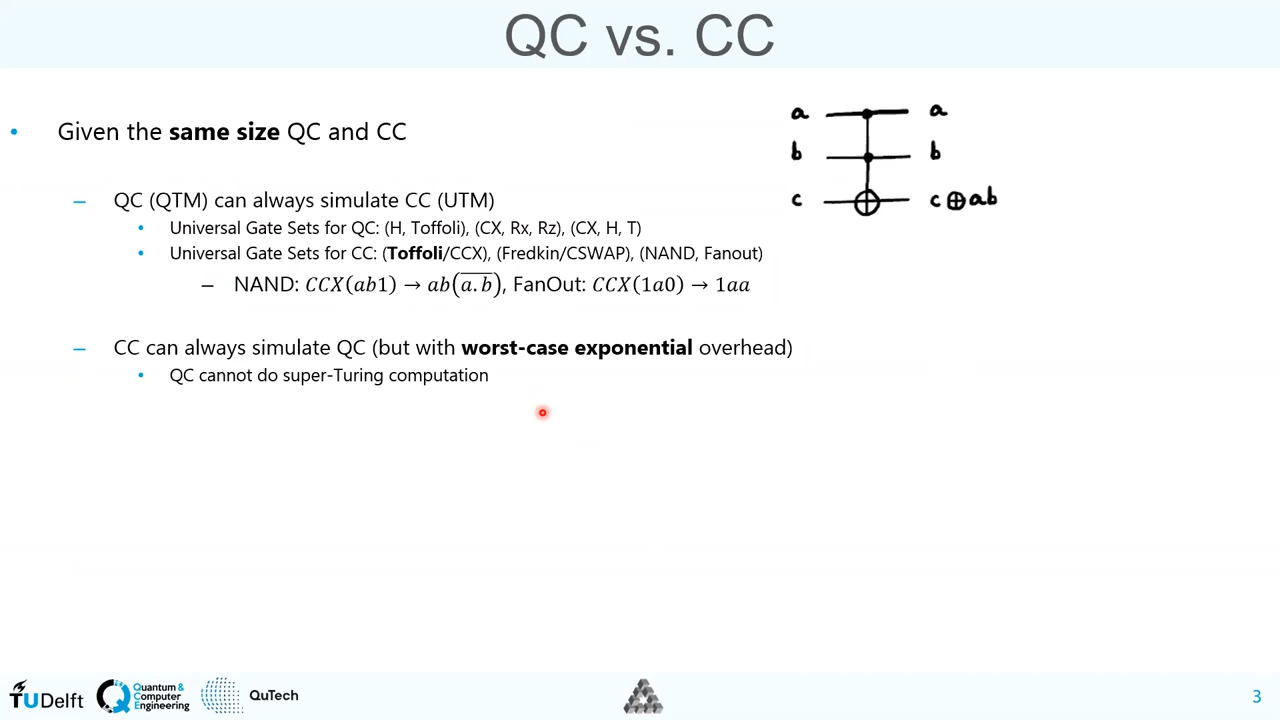 QC vs. CC
• Given the same size QC and CC
– QC (QTM) can always simulate CC (UTM)
• Universal Gate Sets for QC: (H, Toffoli), (CX, Rx, Rz), (CX, H, T)
• Universal Gate Sets for CC: (Toffoli/CCX), (Fredkin/CSWAP), (NAND, Fanout)
– NAND: 𝐶𝐶𝑋(𝑎𝑏1) → 𝑎𝑏(\overline{𝑎.𝑏}), FanOut: 𝐶𝐶𝑋(1𝑎0) → 1𝑎𝑎
– CC can always simulate QC (but with worst-case exponential overhead)
• QC cannot do super-Turing computation
a a
b b
c c⊕ab
TUDelft
Quantum &
Computer
Engineering
QuTech
3